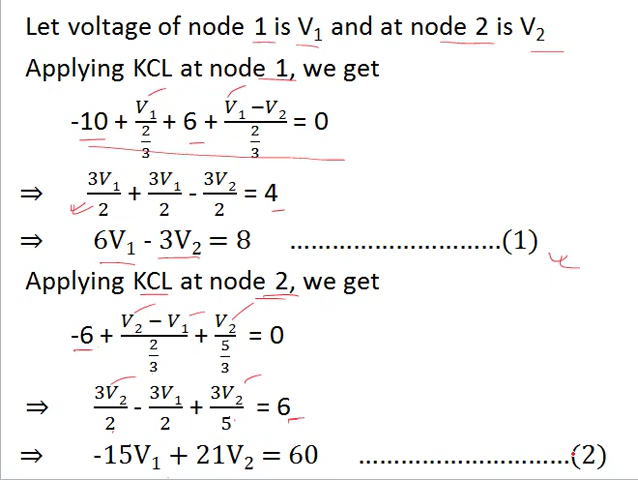 Let voltage of node 1 is V₁ and at node 2 is V₂
Applying KCL at node 1, we get
-10 + V₁/(2/3) + 6 + (V₁ – V₂)/(2/3) = 0
⇒ 3V₁/2 + 3V₁/2 - 3V₂/2 = 4
⇒ 6V₁ - 3V₂ = 8 ……………………………(1)
Applying KCL at node 2, we get
-6 + (V₂ – V₁)/(2/3) + V₂/(5/3) = 0
⇒ 3V₂/2 - 3V₁/2 + 3V₂/5 = 6
⇒ -15V₁ + 21V₂ = 60 ……………………………(2)